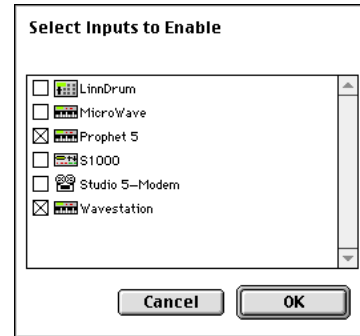 Select Inputs to Enable
LinnDrum
MicroWave
Prophet 5
S1000
Studio 5–Modem
Wavestation
Cancel OK